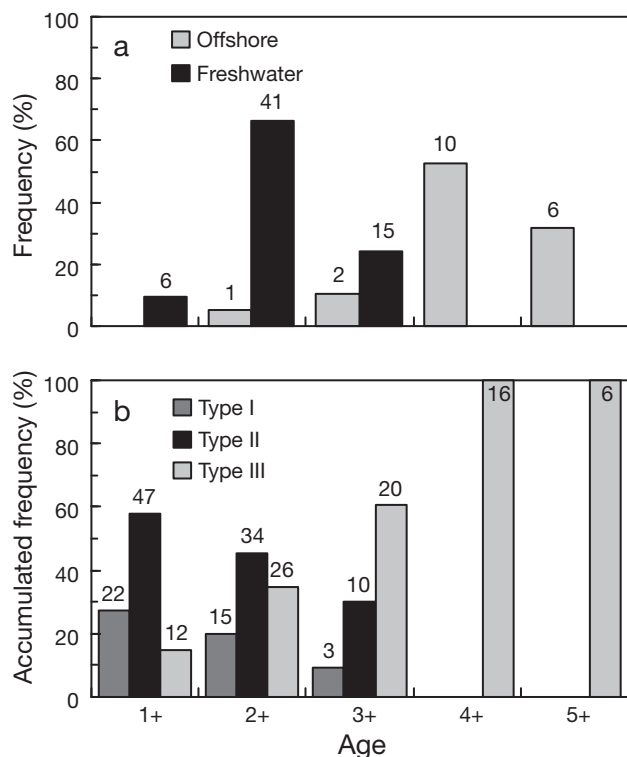 100
a
Offshore
Freshwater
80
60
40
20
0
Frequency (%)
6
1
41
2
15
10
6
100
b
Type I
Type II
Type III
80
60
40
20
0
Accumulated frequency (%)
22
47
12
15
34
26
3
10
20
16
6
1+ 2+ 3+ 4+ 5+
Age